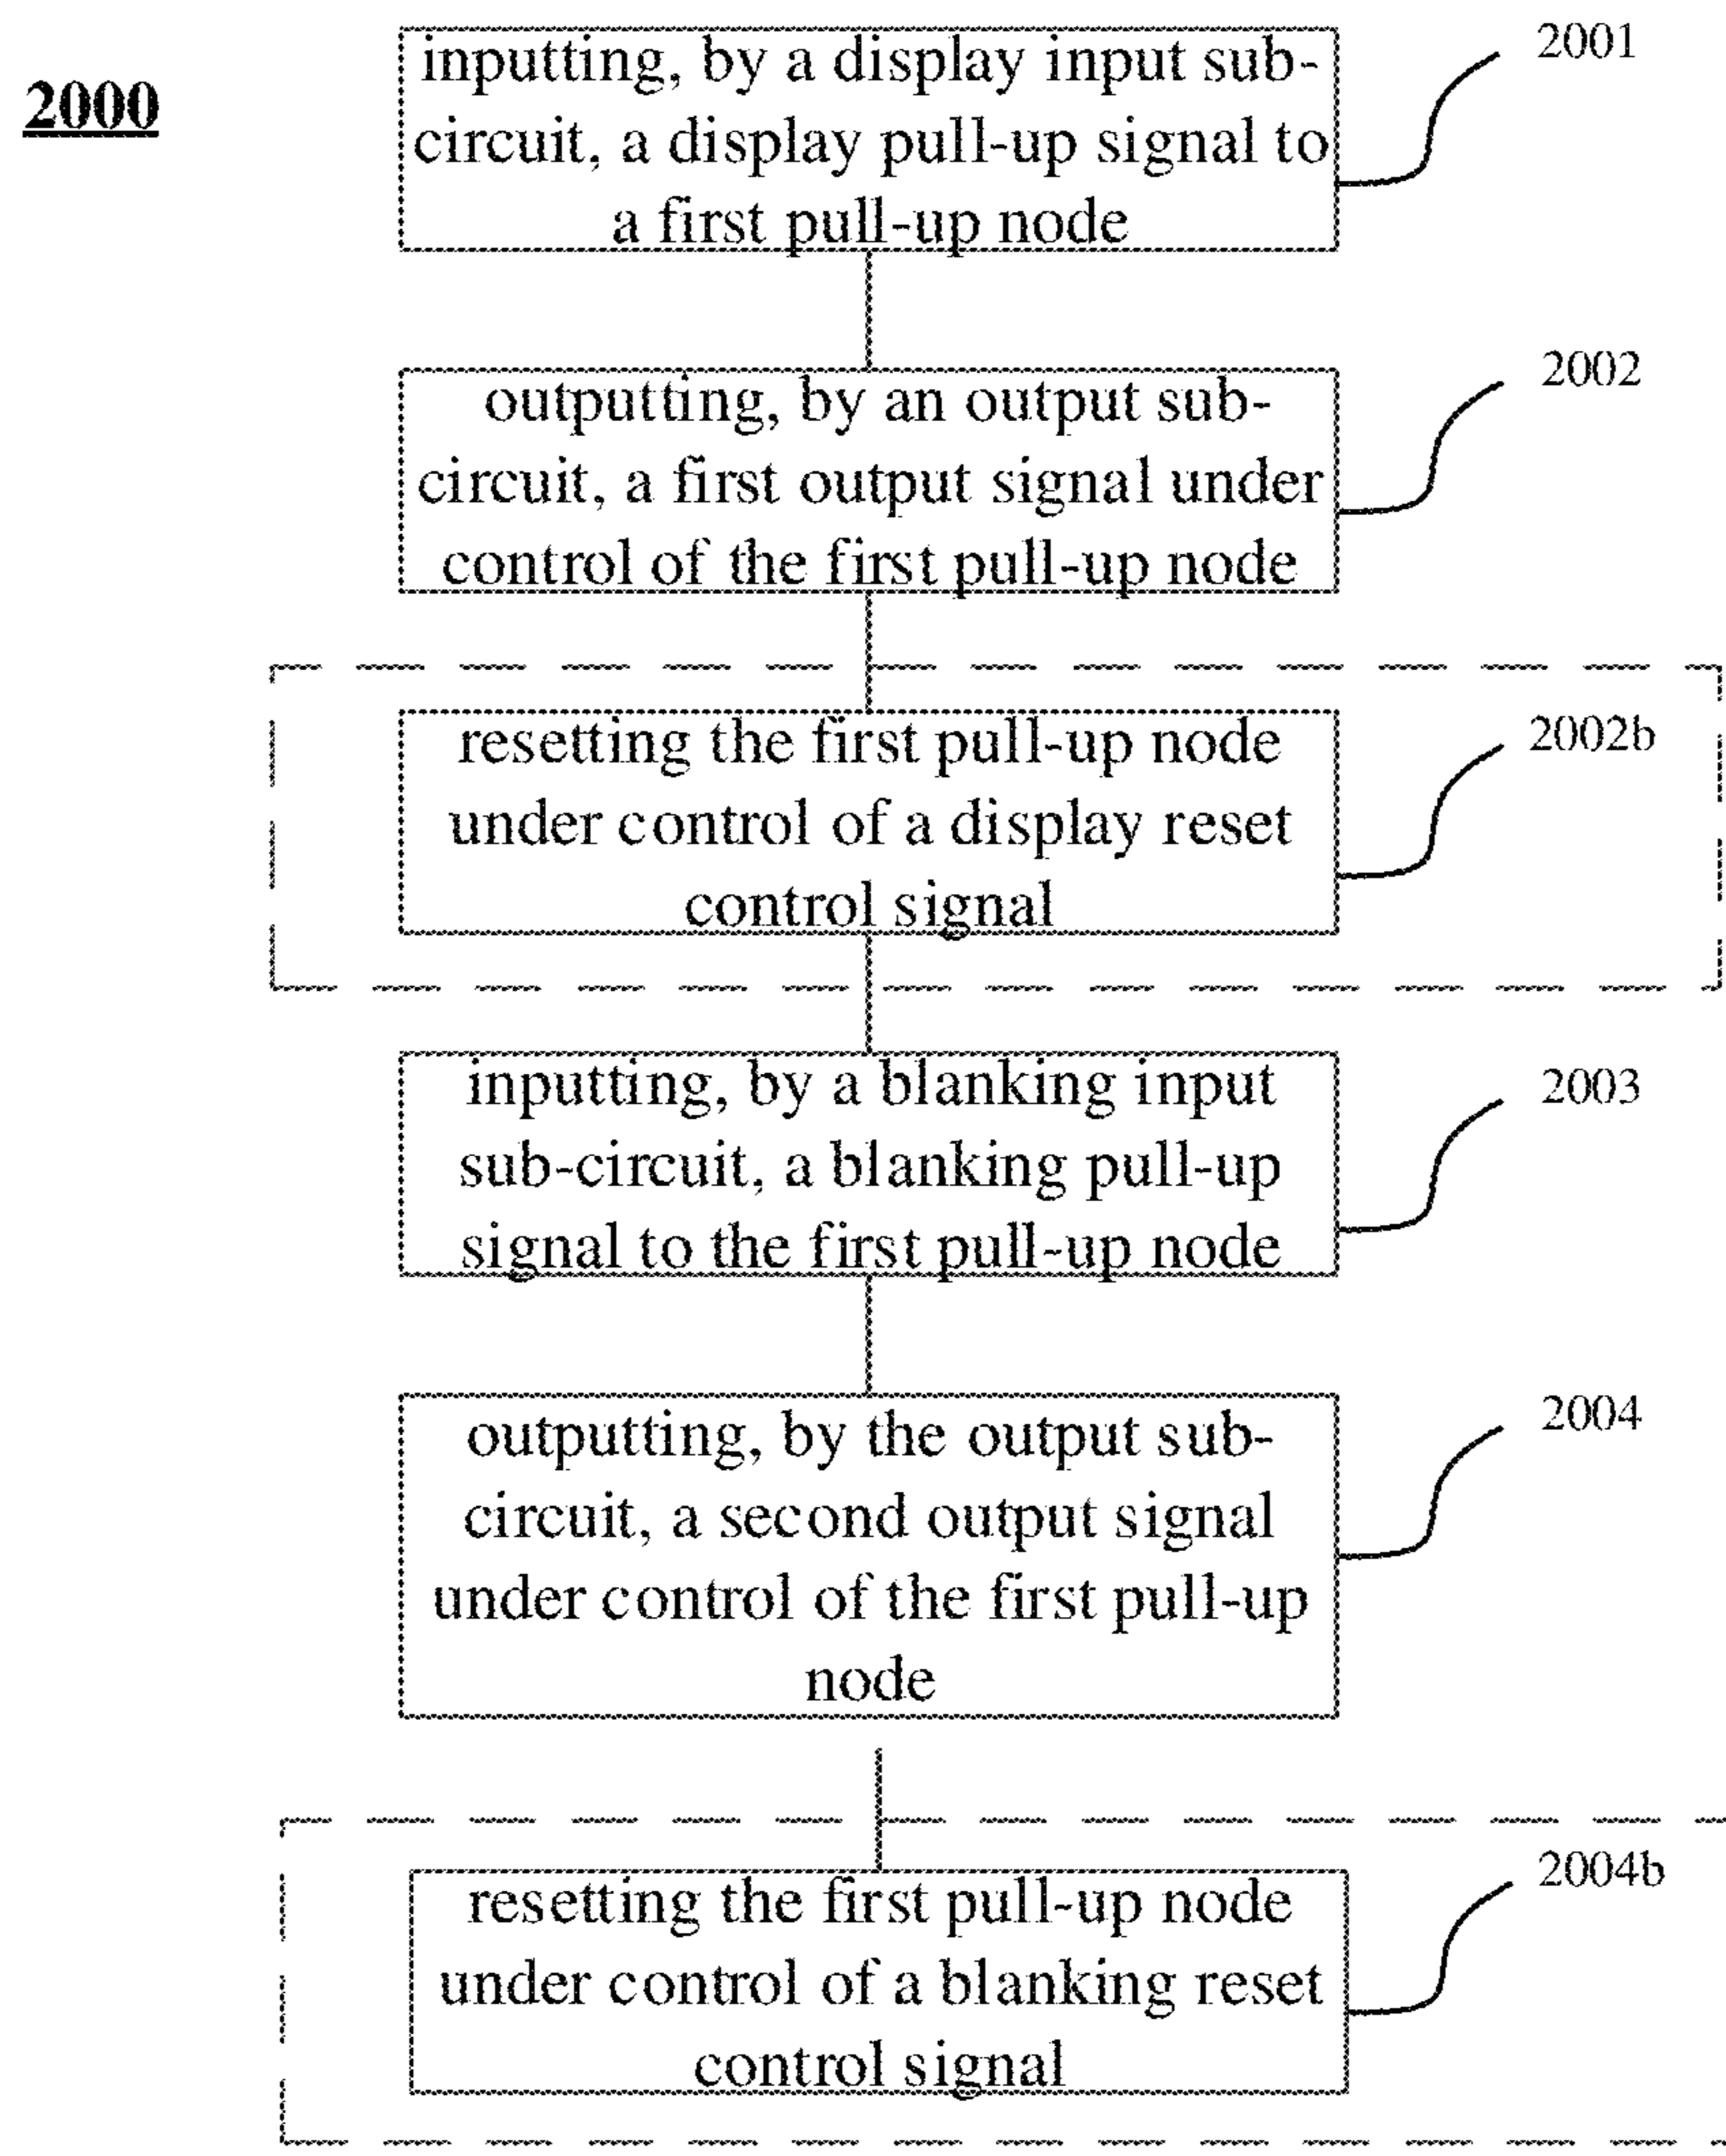 2000
inputting, by a display input sub-
circuit, a display pull-up signal to
a first pull-up node
2001
outputting, by an output sub-
circuit, a first output signal under
control of the first pull-up node
2002
resetting the first pull-up node
under control of a display reset
control signal
2002b
inputting, by a blanking input
sub-circuit, a blanking pull-up
signal to the first pull-up node
2003
outputting, by the output sub-
circuit, a second output signal
under control of the first pull-up
node
2004
resetting the first pull-up node
under control of a blanking reset
control signal
2004b